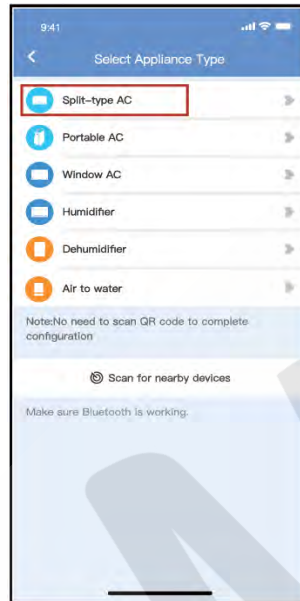 9:41
Select Appliance Type
Split-type AC
Portable AC
Window AC
Humidifier
Dehumidifier
Air to water
Note:No need to scan QR code to complete
configuration
Scan for nearby devices
Make sure Bluetooth is working.